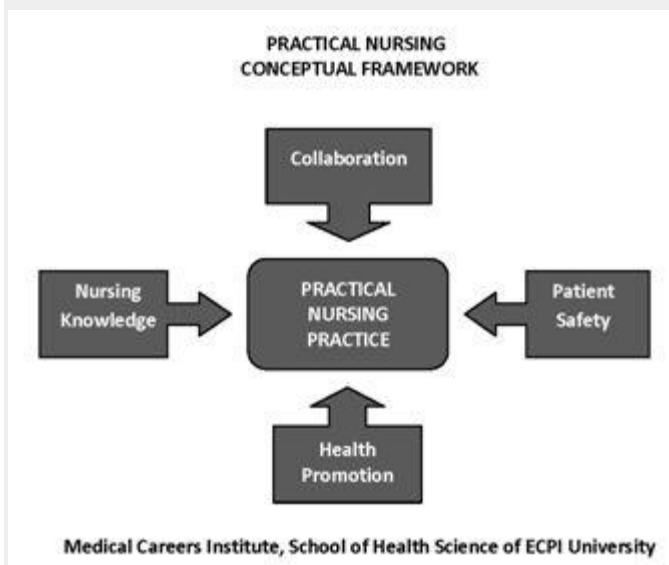 PRACTICAL NURSING
CONCEPTUAL FRAMEWORK
Collaboration
Nursing
Knowledge
PRACTICAL
NURSING
PRACTICE
Patient
Safety
Health
Promotion
Medical Careers Institute, School of Health Science of ECPI University